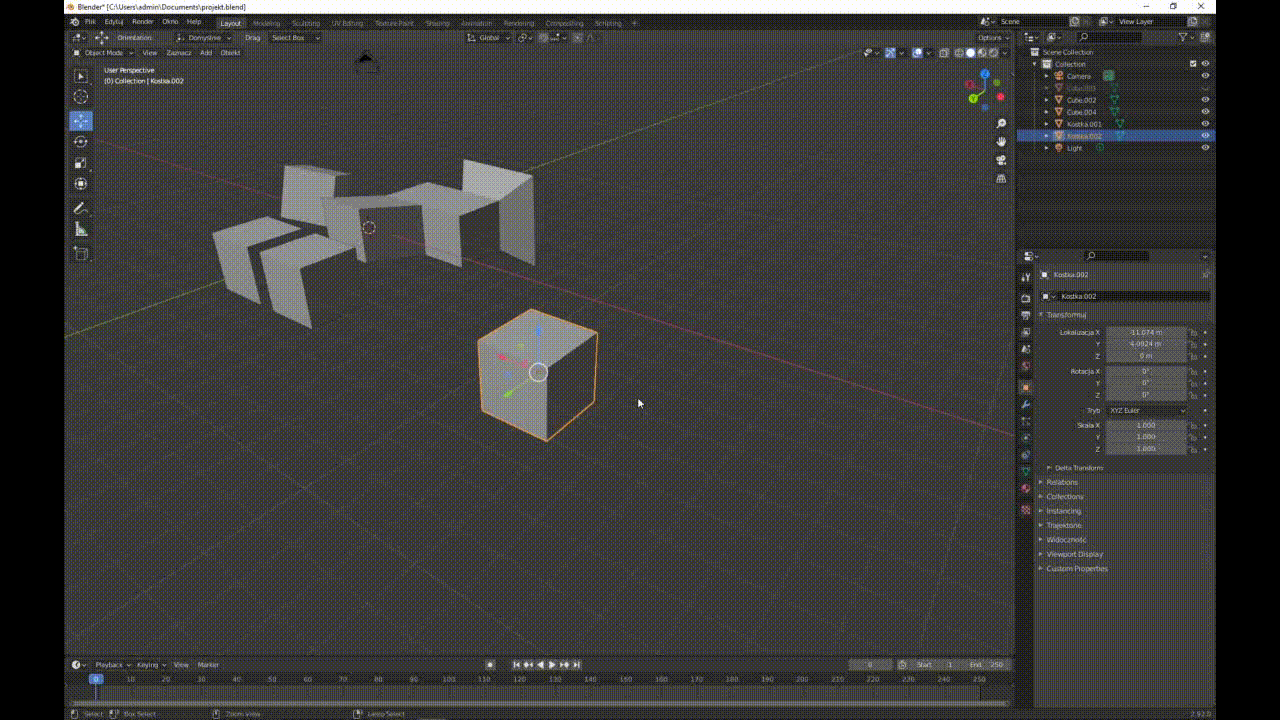 Blender* [C:\Users\admin\Documents\projekt.blend]
Plik Edytuj Render Okno Help Layout Modeling Sculpting UV Editing Texture Paint Shading Animation Rendering Compositing Scripting + Scene View Layer
Orientation: Domyślnie Drag Select Box Global Options
Object Mode View Zaznacz Add Obiekt
User Perspective
(0) Collection | Kostka.002
Scene Collection
Collection
Camera
Cube.002
Cube.004
Kostka.001
Kostka.002
Light
Kostka.002
Kostka.002
Transformuj
Lokalizacja X -11.074 m
Y 4.0824 m
Z 0 m
Rotacja X 0°
Y 0°
Z 0°
Tryb XYZ Euler
Skala X 1.000
Y 1.000
Z 1.000
Delta Transform
Relations
Collections
Instancing
Trajektorie
Widoczność
Viewport Display
Custom Properties
Playback Keying View Marker 0 Start 1 End 250
0 10 20 30 40 50 60 70 80 90 100 110 120 130 140 150 160 170 180 190 200 210 220 230 240 250
Select Box Select Zoom View Lasso Select 2.92.0